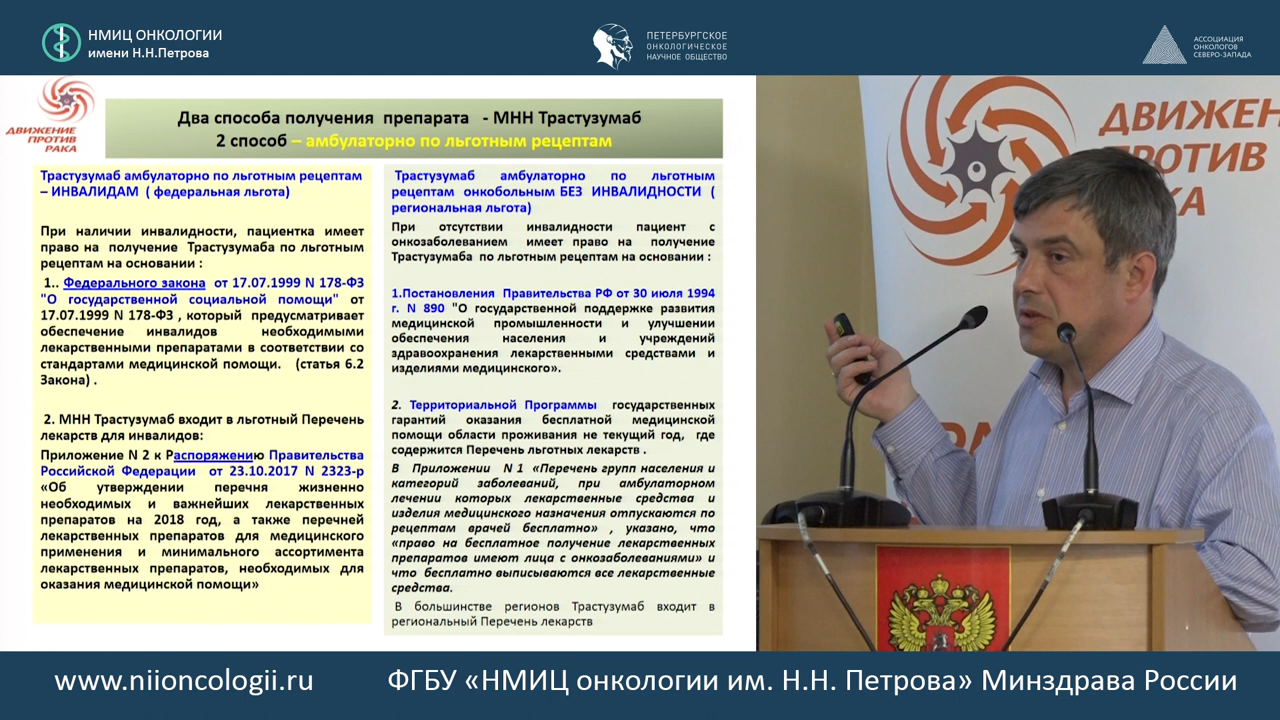 НМИЦ ОНКОЛОГИИ
имени Н.Н.Петрова
ПЕТЕРБУРГСКОЕ
ОНКОЛОГИЧЕСКОЕ
НАУЧНОЕ ОБЩЕСТВО
АССОЦИАЦИЯ
ОНКОЛОГОВ
СЕВЕРО-ЗАПАДА
ДВИЖЕНИЕ
ПРОТИВ
РАКА
Два способа получения препарата - МНН Трастузумаб
2 способ – амбулаторно по льготным рецептам
Трастузумаб амбулаторно по льготным рецептам
– ИНВАЛИДАМ ( федеральная льгота)
При наличии инвалидности, пациентка имеет
право на получение Трастузумаба по льготным
рецептам на основании :
1.. Федерального закона от 17.07.1999 N 178-ФЗ
"О государственной социальной помощи" от
17.07.1999 N 178-ФЗ , который предусматривает
обеспечение инвалидов необходимыми
лекарственными препаратами в соответствии со
стандартами медицинской помощи. (статья 6.2
Закона) .
2. МНН Трастузумаб входит в льготный Перечень
лекарств для инвалидов:
Приложение N 2 к Распоряжению Правительства
Российской Федерации от 23.10.2017 N 2323-р
«Об утверждении перечня жизненно
необходимых и важнейших лекарственных
препаратов на 2018 год, а также перечней
лекарственных препаратов для медицинского
применения и минимального ассортимента
лекарственных препаратов, необходимых для
оказания медицинской помощи»
Трастузумаб амбулаторно по льготным
рецептам онкобольным БЕЗ ИНВАЛИДНОСТИ (
региональная льгота)
При отсутствии инвалидности пациент с
онкозаболеванием имеет право на получение
Трастузумаба по льготным рецептам на основании :
1.Постановления Правительства РФ от 30 июля 1994
г. N 890 "О государственной поддержке развития
медицинской промышленности и улучшении
обеспечения населения и учреждений
здравоохранения лекарственными средствами и
изделиями медицинского».
2. Территориальной Программы государственных
гарантий оказания бесплатной медицинской
помощи области проживания не текущий год, где
содержится Перечень льготных лекарств .
В Приложении N 1 «Перечень групп населения и
категорий заболеваний, при амбулаторном
лечении которых лекарственные средства и
изделия медицинского назначения отпускаются по
рецептам врачей бесплатно» , указано, что
«право на бесплатное получение лекарственных
препаратов имеют лица с онкозаболеваниями» и
что бесплатно выписываются все лекарственные
средства.
В большинстве регионов Трастузумаб входит в
региональный Перечень лекарств
ДВИЖЕН
ПРОТИВ
РАКА
www.niioncologii.ru
ФГБУ «НМИЦ онкологии им. Н.Н. Петрова» Минздрава России